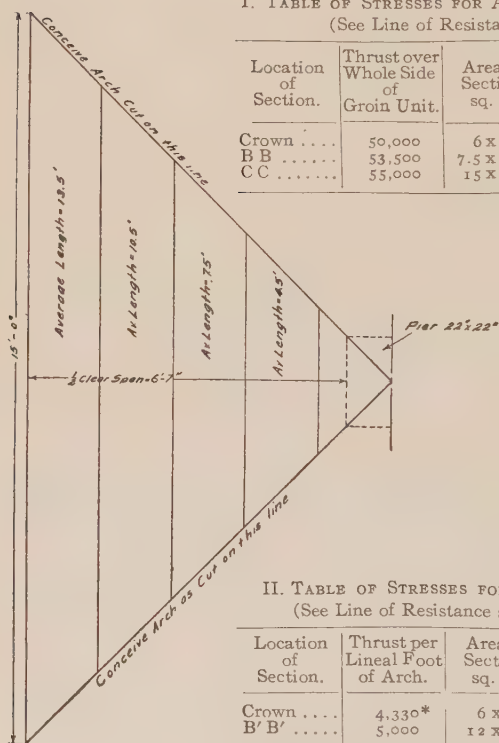 I. TABLE OF STRESSES FOR A
(See Line of Resista
Location of Section.
Thrust over Whole Side of Groin Unit.
Area Secti sq.
Crown .... 50,000 6 x
B B ...... 53,500 7.5 x
C C ....... 55,000 15 x
Conceive Arch Cut on this line
Average Length=13.5'
Av Length=10.5'
Av Length=7.5'
Av Length=4.5'
15'-0"
½ Clear Span=6'-7"
Pier 22"x22"
Conceive Arch as Cut on this line
II. TABLE OF STRESSES FO
(See Line of Resistance
Location of Section.
Thrust per Lineal Foot of Arch.
Area Secti sq.
Crown .... 4,330* 6 x
B' B' ..... 5,000 12 x